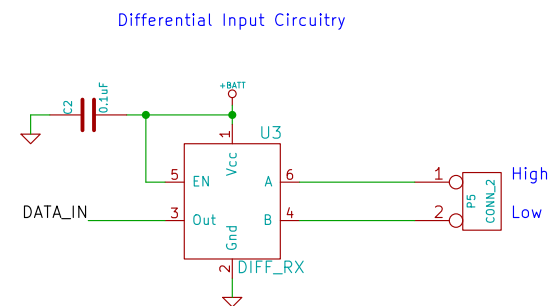 Differential Input Circuitry
+BATT
C2
0.1uF
U3
1
Vcc
5
EN
A
6
1
High
DATA_IN
3
Out
B
4
2
Low
P5
CONN_2
Gnd
2
DIFF_RX